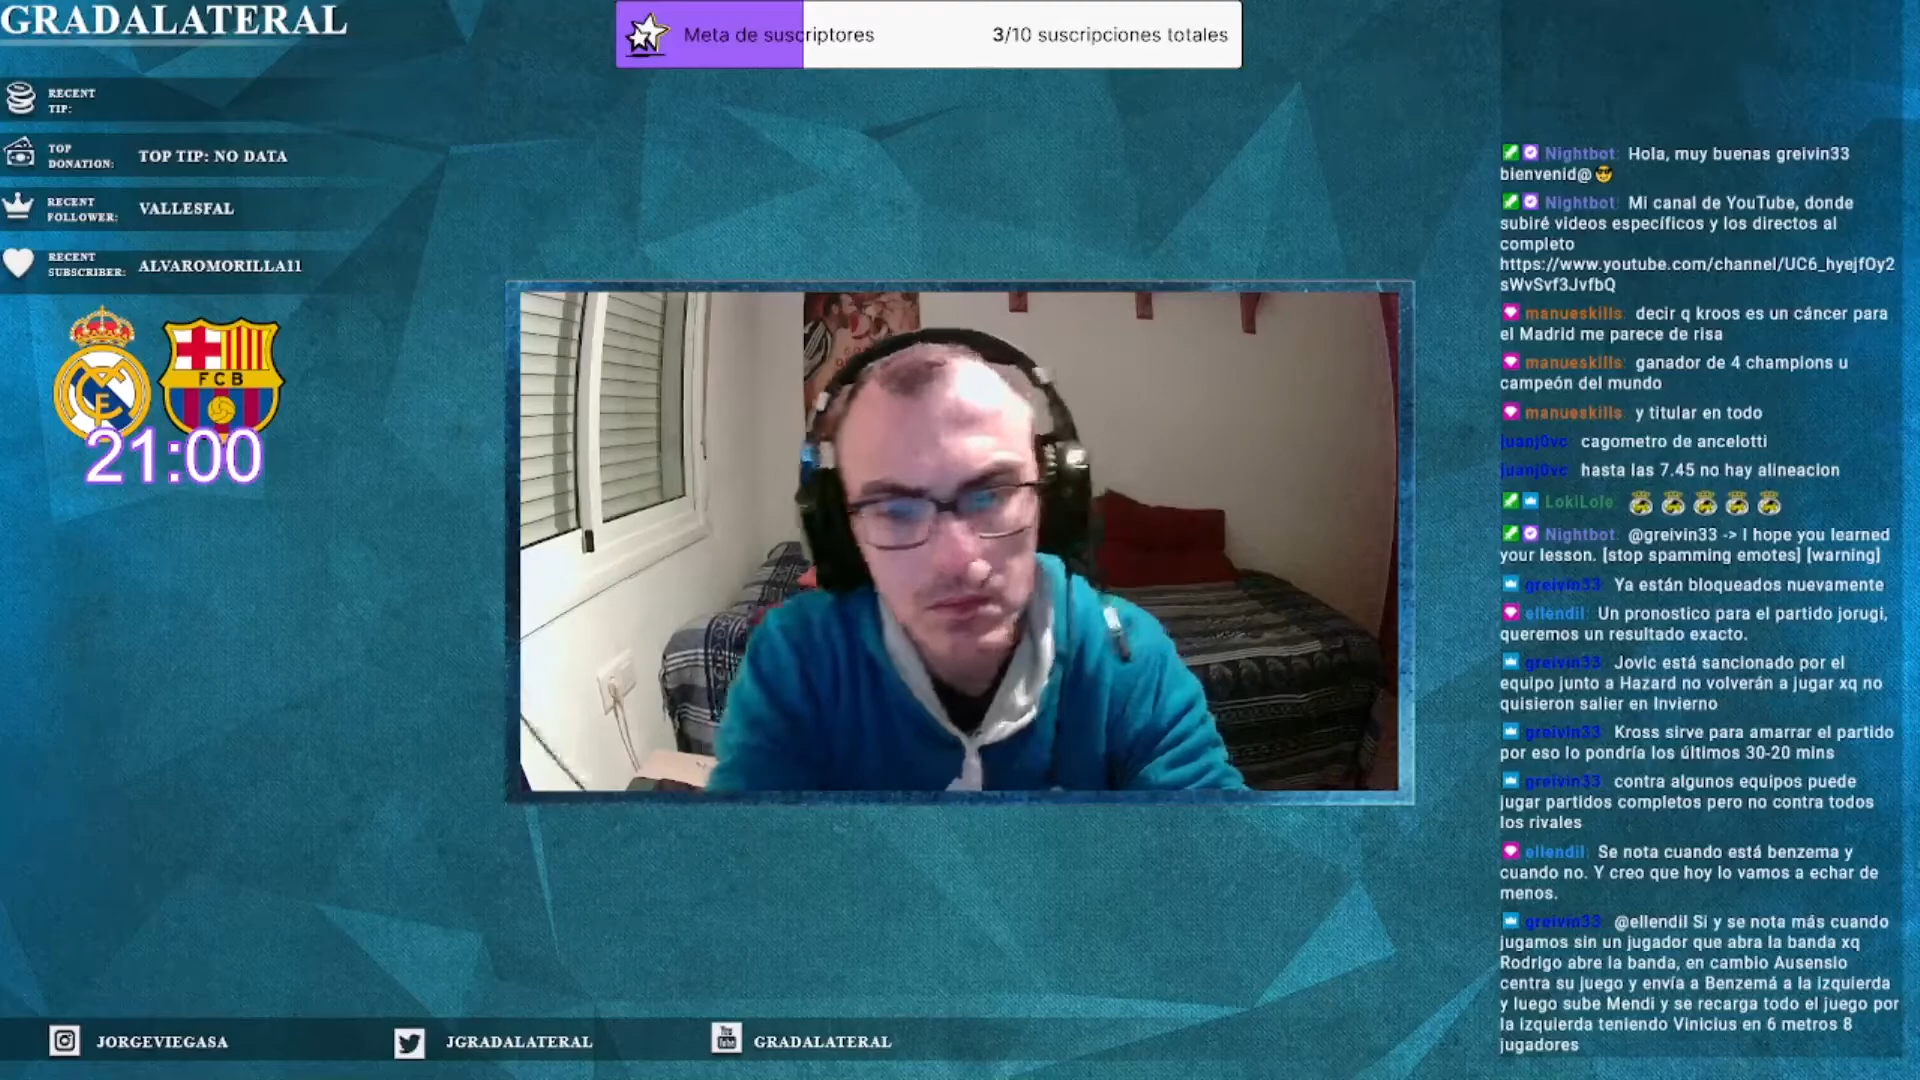 GRADALATERAL
Meta de suscriptores 3/10 suscripciones totales
RECENT
TIP:
TOP
DONATION: TOP TIP: NO DATA
RECENT
FOLLOWER: VALLESFAL
RECENT
SUBSCRIBER: ALVAROMORILLA11
FCB
21:00
Nightbot: Hola, muy buenas greivin33
bienvenid@
Nightbot: Mi canal de YouTube, donde
subiré videos específicos y los directos al
completo
https://www.youtube.com/channel/UC6_hyejfOy2
sWvSvf3JvfbQ
manueskills: decir q kroos es un cáncer para
el Madrid me parece de risa
manueskills: ganador de 4 champions u
campeón del mundo
manueskills: y titular en todo
juanj0vc: cagometro de ancelotti
juanj0vc: hasta las 7.45 no hay alineacion
LokiLole:
Nightbot: @greivin33 -> I hope you learned
your lesson. [stop spamming emotes] [warning]
greivin33: Ya están bloqueados nuevamente
ellendil: Un pronostico para el partido jorugi,
queremos un resultado exacto.
greivin33: Jovic está sancionado por el
equipo junto a Hazard no volverán a jugar xq no
quisieron salier en Invierno
greivin33: Kross sirve para amarrar el partido
por eso lo pondría los últimos 30-20 mins
greivin33: contra algunos equipos puede
jugar partidos completos pero no contra todos
los rivales
ellendil: Se nota cuando está benzema y
cuando no. Y creo que hoy lo vamos a echar de
menos.
greivin33: @ellendil Si y se nota más cuando
jugamos sin un jugador que abra la banda xq
Rodrigo abre la banda, en cambio Ausensio
centra su juego y envía a Benzemá a la izquierda
y luego sube Mendi y se recarga todo el juego por
la izquierda teniendo Vinicius en 6 metros 8
jugadores
JORGEVIEGASA JGRADALATERAL You Tube GRADALATERAL